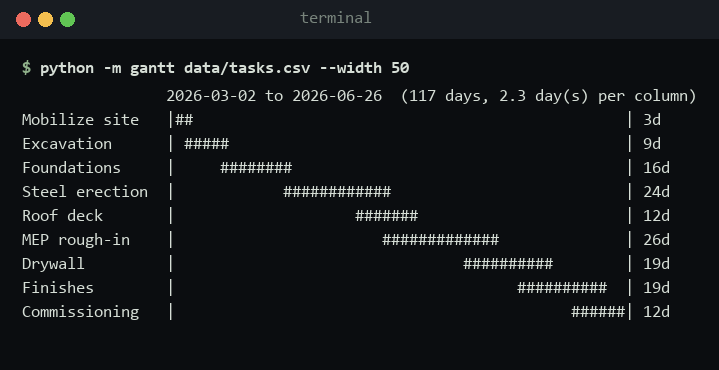 terminal
$ python -m gantt data/tasks.csv --width 50
                2026-03-02 to 2026-06-26  (117 days, 2.3 day(s) per column)
Mobilize site   |##                                                | 3d
Excavation      | #####                                            | 9d
Foundations     |     ########                                     | 16d
Steel erection  |            ############                          | 24d
Roof deck       |                    #######                       | 12d
MEP rough-in    |                       #############              | 26d
Drywall         |                                ##########        | 19d
Finishes        |                                      ##########  | 19d
Commissioning   |                                            ######| 12d